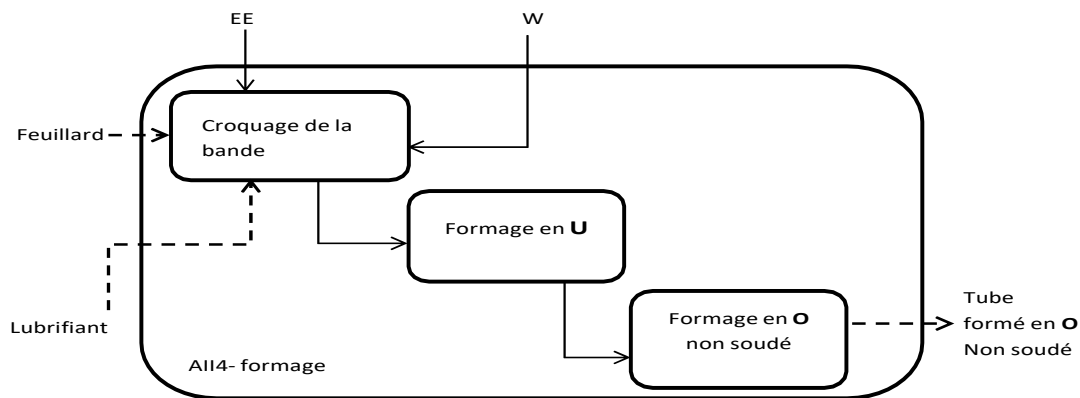 EE
W
Feuillard
Croquage de la
bande
Formage en U
Lubrifiant
Formage en O
non soudé
Tube
formé en O
Non soudé
AII4- formage